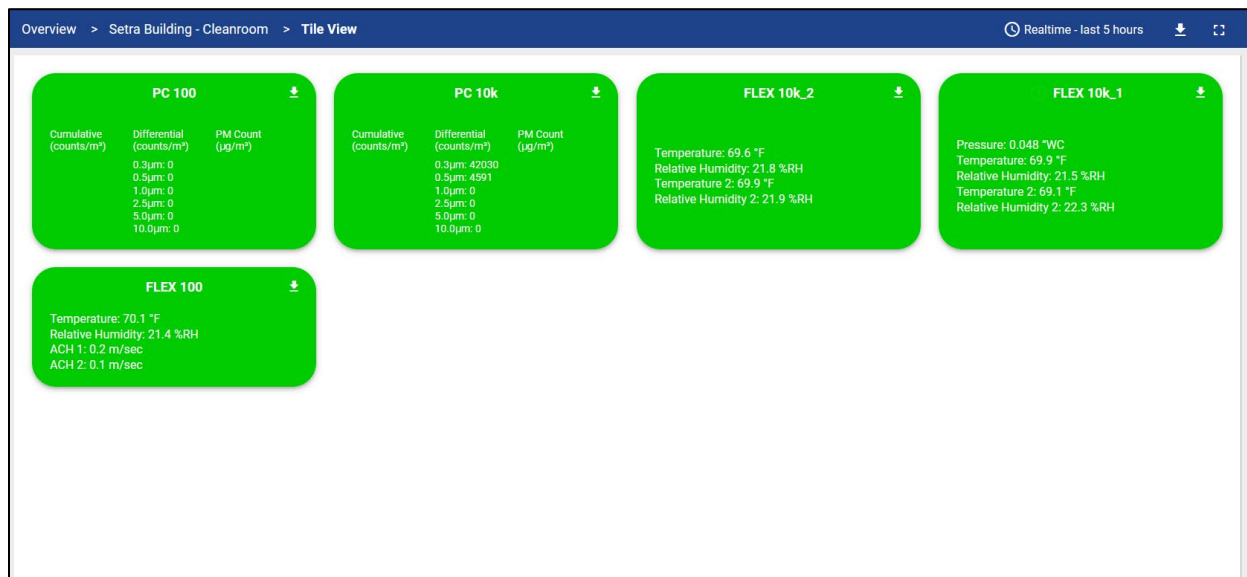 Overview > Setra Building - Cleanroom > Tile View
Realtime - last 5 hours
PC 100
Cumulative (counts/m³)
Differential (counts/m³)
PM Count (µg/m³)
0.3µm: 0
0.5µm: 0
1.0µm: 0
2.5µm: 0
5.0µm: 0
10.0µm: 0
PC 10k
Cumulative (counts/m³)
Differential (counts/m³)
PM Count (µg/m³)
0.3µm: 42030
0.5µm: 4591
1.0µm: 0
2.5µm: 0
5.0µm: 0
10.0µm: 0
FLEX 10k_2
Temperature: 69.6 °F
Relative Humidity: 21.8 %RH
Temperature 2: 69.9 °F
Relative Humidity 2: 21.9 %RH
FLEX 10k_1
Pressure: 0.048 "WC
Temperature: 69.9 °F
Relative Humidity: 21.5 %RH
Temperature 2: 69.1 °F
Relative Humidity 2: 22.3 %RH
FLEX 100
Temperature: 70.1 °F
Relative Humidity: 21.4 %RH
ACH 1: 0.2 m/sec
ACH 2: 0.1 m/sec